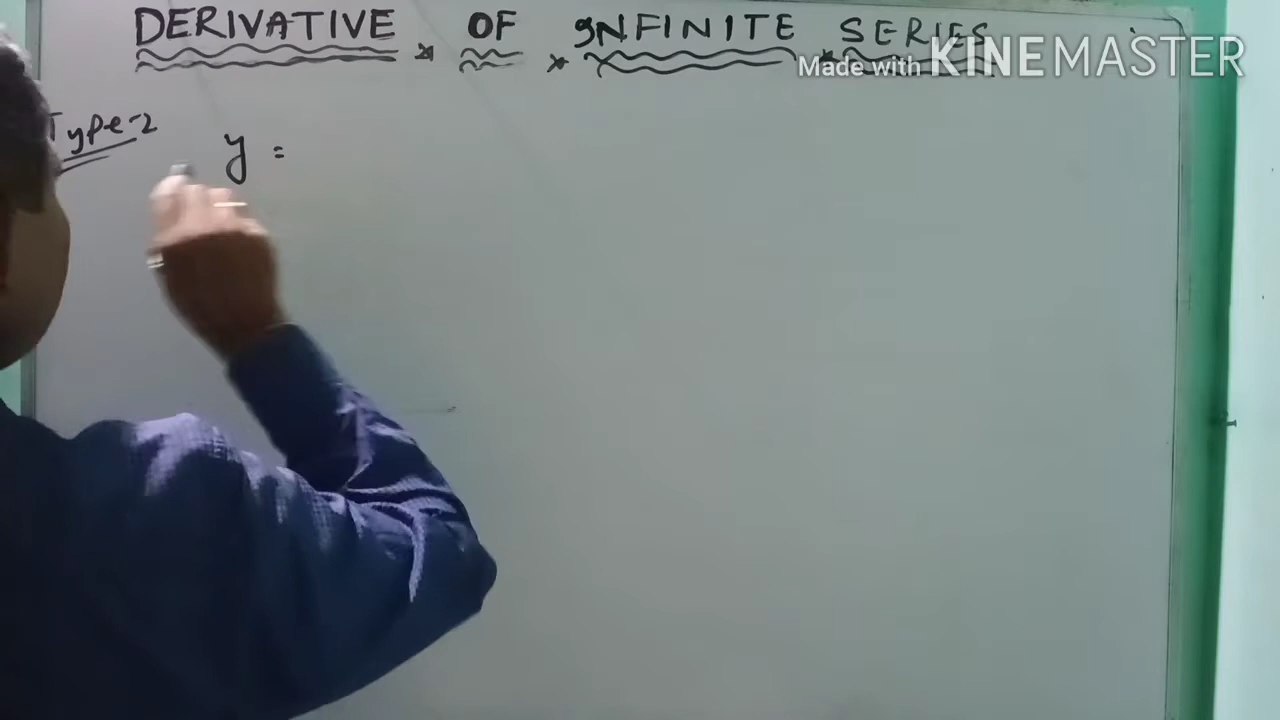 DERIVATIVE OF INFINITE SERIES
Made with KINEMASTER
Type-2
y =